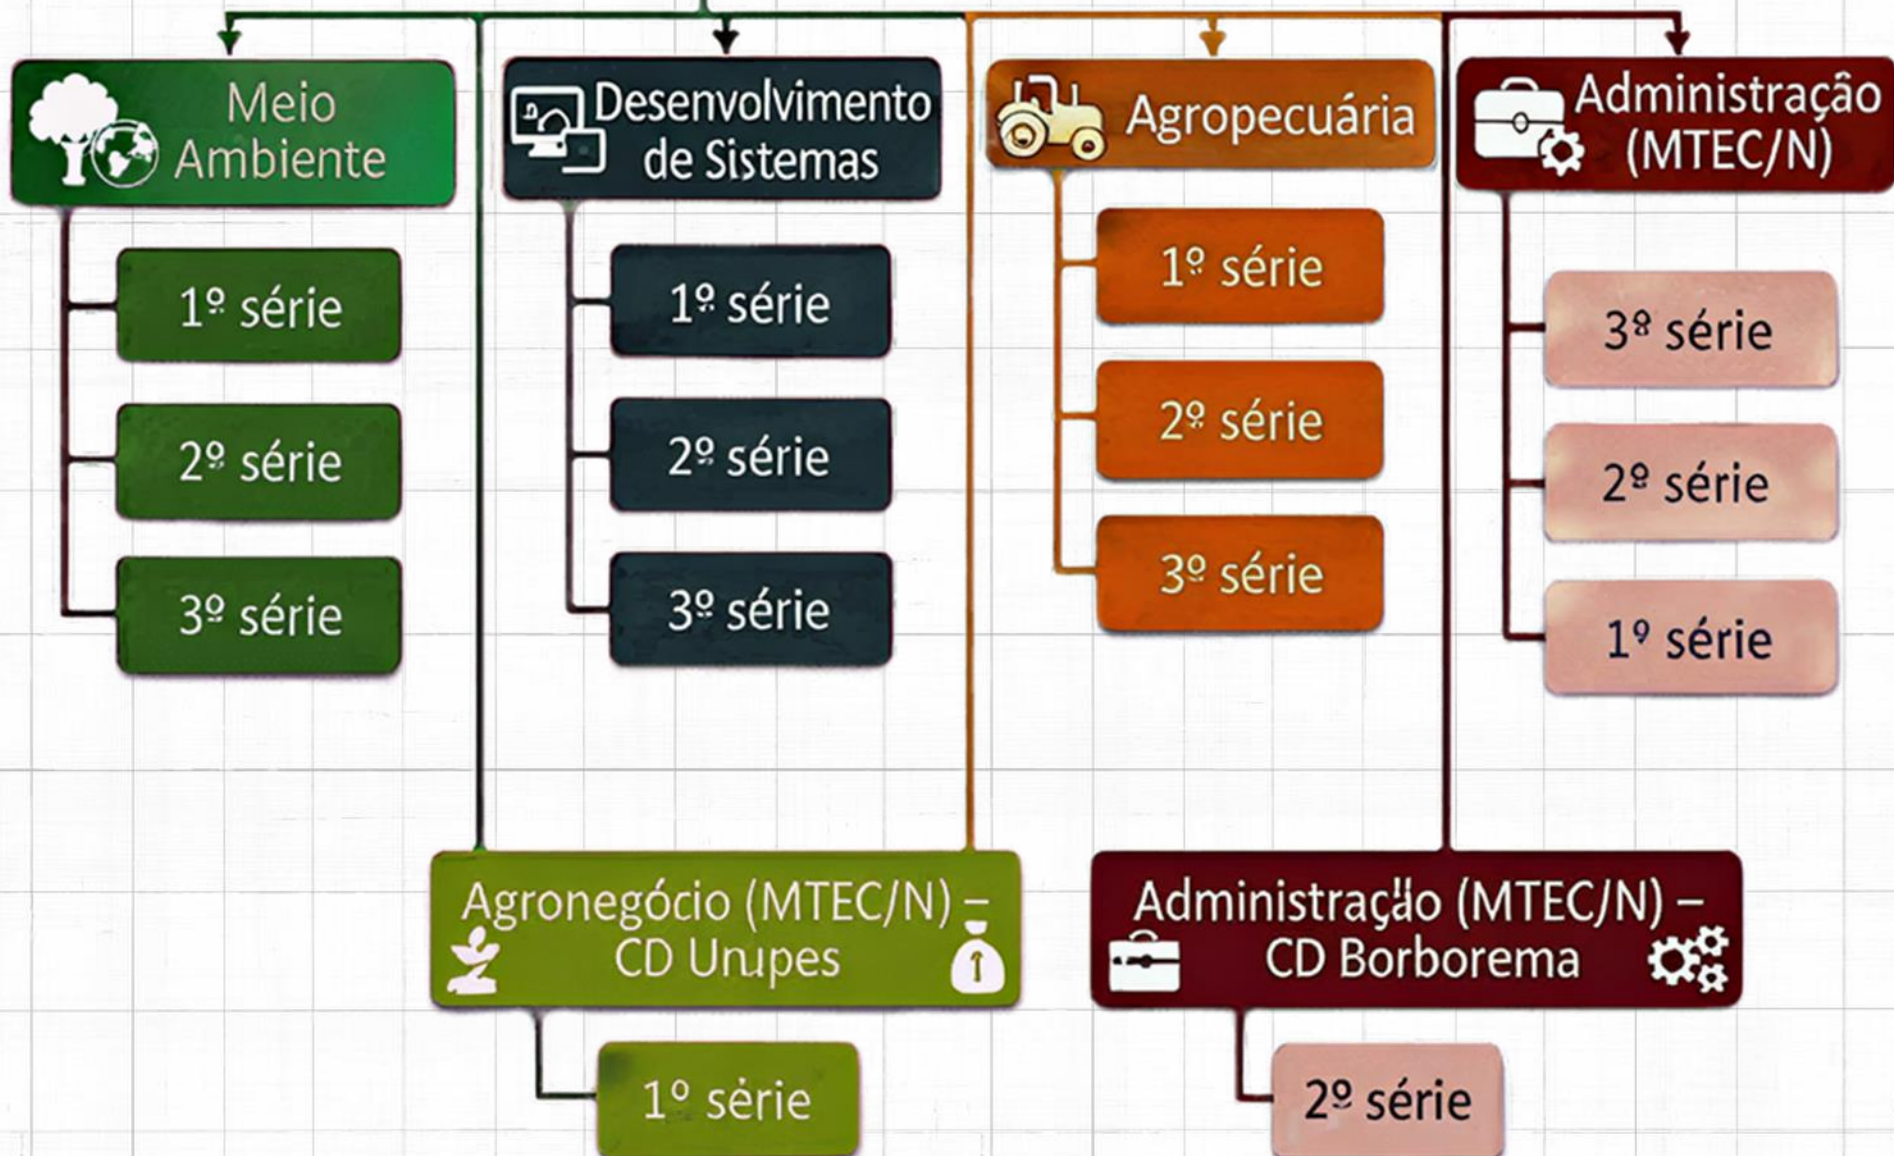 Meio
Ambiente
1º série
2º série
3º série
Desenvolvimento
de Sistemas
1º série
2º série
3º série
Agropecuária
1º série
2º série
3º série
Administração
(MTEC/N)
3º série
2º série
1º série
Agronegócio (MTEC/N) –
CD
1º série
Administração (MTEC/N) –
CD Borborema
2º série